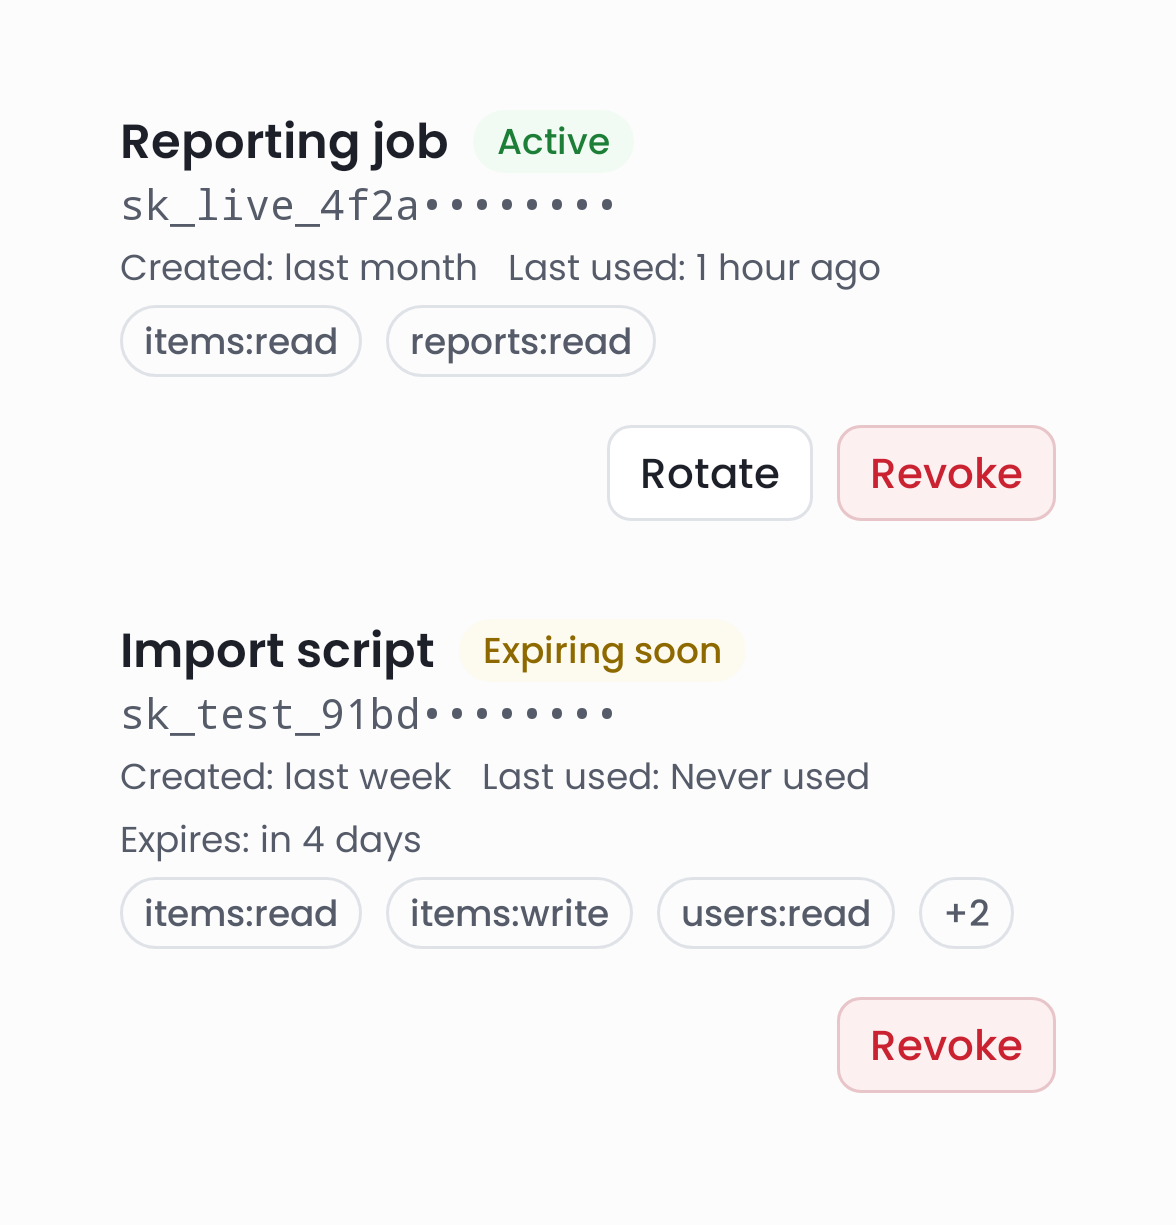 Reporting job Active
sk_live_4f2a••••••••
Created: last month Last used: 1 hour ago
items:read reports:read
Rotate Revoke
Import script Expiring soon
sk_test_91bd••••••••
Created: last week Last used: Never used
Expires: in 4 days
items:read items:write users:read +2
Revoke